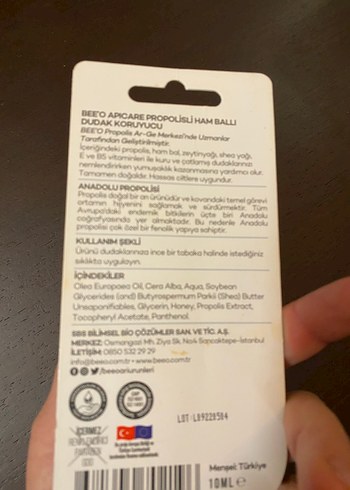 BEE'O APICARE PROPOLİSLİ HAM BALLI
DUDAK KORUYUCU
BEE'O Propolis Ar-Ge Merkezi'nde Uzmanlar
Tarafından Geliştirilmiştir.
İçeriğindeki propolis, ham bal, zeytinyağı, shea yağı,
E ve B5 vitaminleri ile kuru ve çatlamış dudaklarınızı
nemlendirirken yumuşaklık kazanmasına yardımcı olur.
Tamamen doğaldır. Hassas ciltlere uygundur.
ANADOLU PROPOLİSİ
Propolis doğal bir arı ürünüdür ve kovandaki temel görevi
ortamın hijyenini sağlamak ve sürdürmektir. Tüm
Avrupa'daki endemik bitkilerin üçte biri Anadolu
coğrafyasında yer almaktadır. Bu nedenle Anadolu
propolisi çok özel bir fenolik yapıya sahiptir.
KULLANIM ŞEKLİ
Ürünü dudaklarınıza ince bir tabaka halinde istediğiniz
sıklıkta uygulayın.
İÇİNDEKİLER
Olea Europaea Oil, Cera Alba, Aqua, Soybean
Glycerides (and) Butyrospermum Parkii (Shea) Butter
Unsaponifiables, Glycerin, Honey, Propolis Extract,
Tocopheryl Acetate, Panthenol.
SBS BİLİMSEL BİO ÇÖZÜMLER SAN. VE TİC. A.Ş.
MERKEZ: Osmangazi Mh. Ziya Sk. No:4 Sancaktepe-İstanbul
İLETİŞİM: 0850 532 29 29
info@beeo.com.tr • www.beeo.com.tr
/beeoariurunleri
LOT: L09220504
İÇERMEZ
RENKLENDİRİCİ
PARABEN
Menşei: Türkiye
10ML e